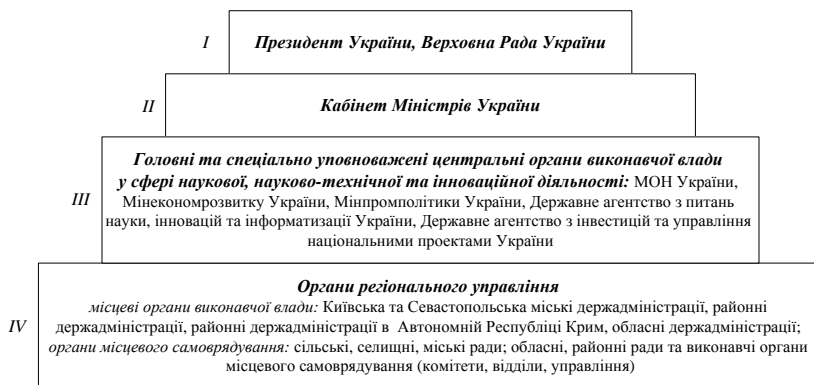 I
Президент України, Верховна Рада України
II
Кабінет Міністрів України
Головні та спеціально уповноважені центральні органи виконавчої влади
у сфері наукової, науково-технічної та інноваційної діяльності: МОН України,
III
Мінекономрозвитку України, Мінпромполітики України, Державне агентство з питань
науки, інновацій та інформатизації України, Державне агентство з інвестицій та управління
національними проектами України
Органи регіонального управління
місцеві органи виконавчої влади: Київська та Севастопольська міські держадміністрації, районні
IV
держадміністрації, районні держадміністрації в Автономній Республіці Крим, обласні держадміністрації;
органи місцевого самоврядування: сільські, селищні, міські ради; обласні, районні ради та виконавчі органи
місцевого самоврядування (комітети, відділи, управління)